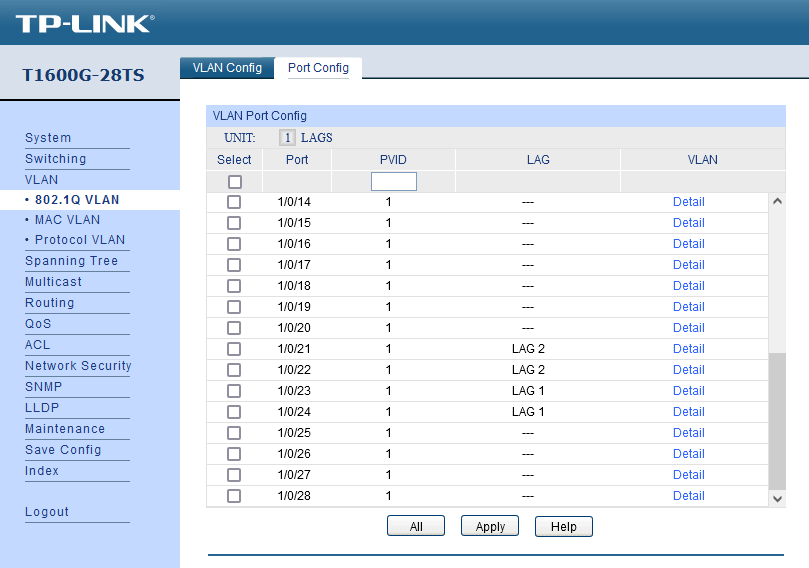 TP-LINK®
T1600G-28TS
VLAN Config Port Config
System
Switching
VLAN
• 802.1Q VLAN
• MAC VLAN
• Protocol VLAN
Spanning Tree
Multicast
Routing
QoS
ACL
Network Security
SNMP
LLDP
Maintenance
Save Config
Index
Logout
VLAN Port Config
UNIT: 1 LAGS
Select Port PVID LAG VLAN
1/0/14 1 --- Detail
1/0/15 1 --- Detail
1/0/16 1 --- Detail
1/0/17 1 --- Detail
1/0/18 1 --- Detail
1/0/19 1 --- Detail
1/0/20 1 --- Detail
1/0/21 1 LAG 2 Detail
1/0/22 1 LAG 2 Detail
1/0/23 1 LAG 1 Detail
1/0/24 1 LAG 1 Detail
1/0/25 1 --- Detail
1/0/26 1 --- Detail
1/0/27 1 --- Detail
1/0/28 1 --- Detail
All Apply Help